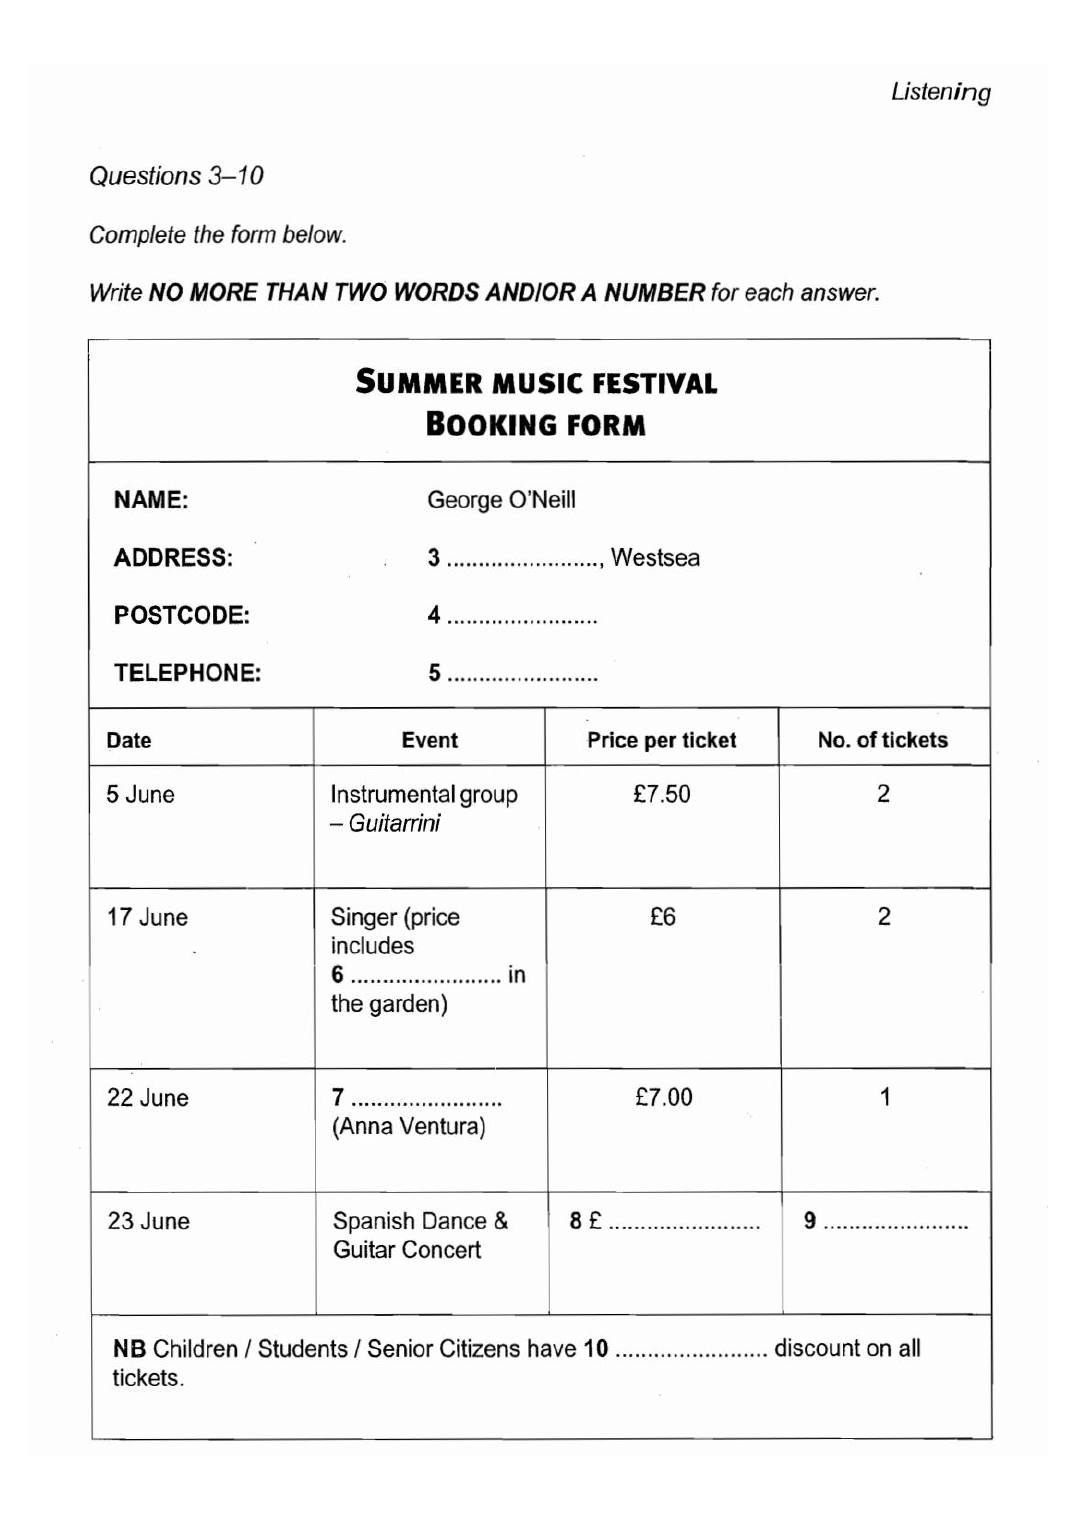 Listening
Questions 3–10
Complete the form below.
Write NO MORE THAN TWO WORDS AND/OR A NUMBER for each answer.
SUMMER MUSIC FESTIVAL
BOOKING FORM
NAME: George O'Neill
ADDRESS: 3 ........................, Westsea
POSTCODE: 4 ........................
TELEPHONE: 5 ........................
Date Event Price per ticket No. of tickets
5 June Instrumental group £7.50 2
– Guitarrini
17 June Singer (price £6 2
includes
6 ........................ in
the garden)
22 June 7 ........................ £7.00 1
(Anna Ventura)
23 June Spanish Dance & 8 £ ........................ 9 .......................
Guitar Concert
NB Children / Students / Senior Citizens have 10 ........................ discount on all
tickets.